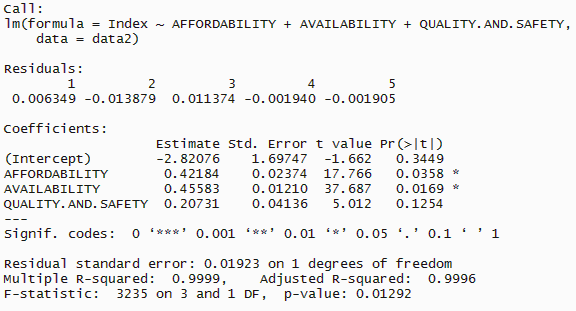 Call:
lm(formula = Index ~ AFFORDABILITY + AVAILABILITY + QUALITY.AND.SAFETY,
    data = data2)
Residuals:
        1         2         3         4         5
 0.006349 -0.013879  0.011374 -0.001940 -0.001905
Coefficients:
                   Estimate Std. Error t value Pr(>|t|)
(Intercept)        -2.82076    1.69747  -1.662   0.3449
AFFORDABILITY       0.42184    0.02374  17.766   0.0358 *
AVAILABILITY        0.45583    0.01210  37.687   0.0169 *
QUALITY.AND.SAFETY  0.20731    0.04136   5.012   0.1254
---
Signif. codes:  0 ‘***’ 0.001 ‘**’ 0.01 ‘*’ 0.05 ‘.’ 0.1 ‘ ’ 1
Residual standard error: 0.01923 on 1 degrees of freedom
Multiple R-squared:  0.9999,    Adjusted R-squared:  0.9996
F-statistic:  3235 on 3 and 1 DF,  p-value: 0.01292